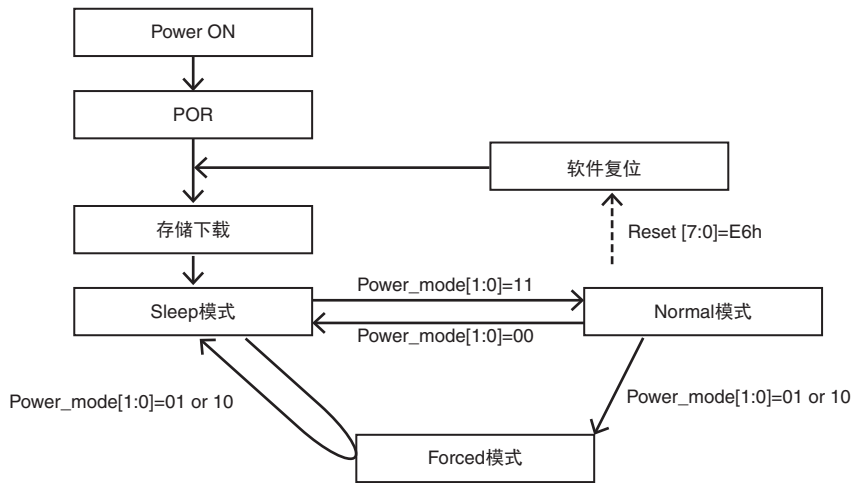 Power ON
POR
软件复位
存储下载
Reset [7:0]=E6h
Power_mode[1:0]=11
Sleep模式
Normal模式
Power_mode[1:0]=00
Power_mode[1:0]=01 or 10
Power_mode[1:0]=01 or 10
Forced模式